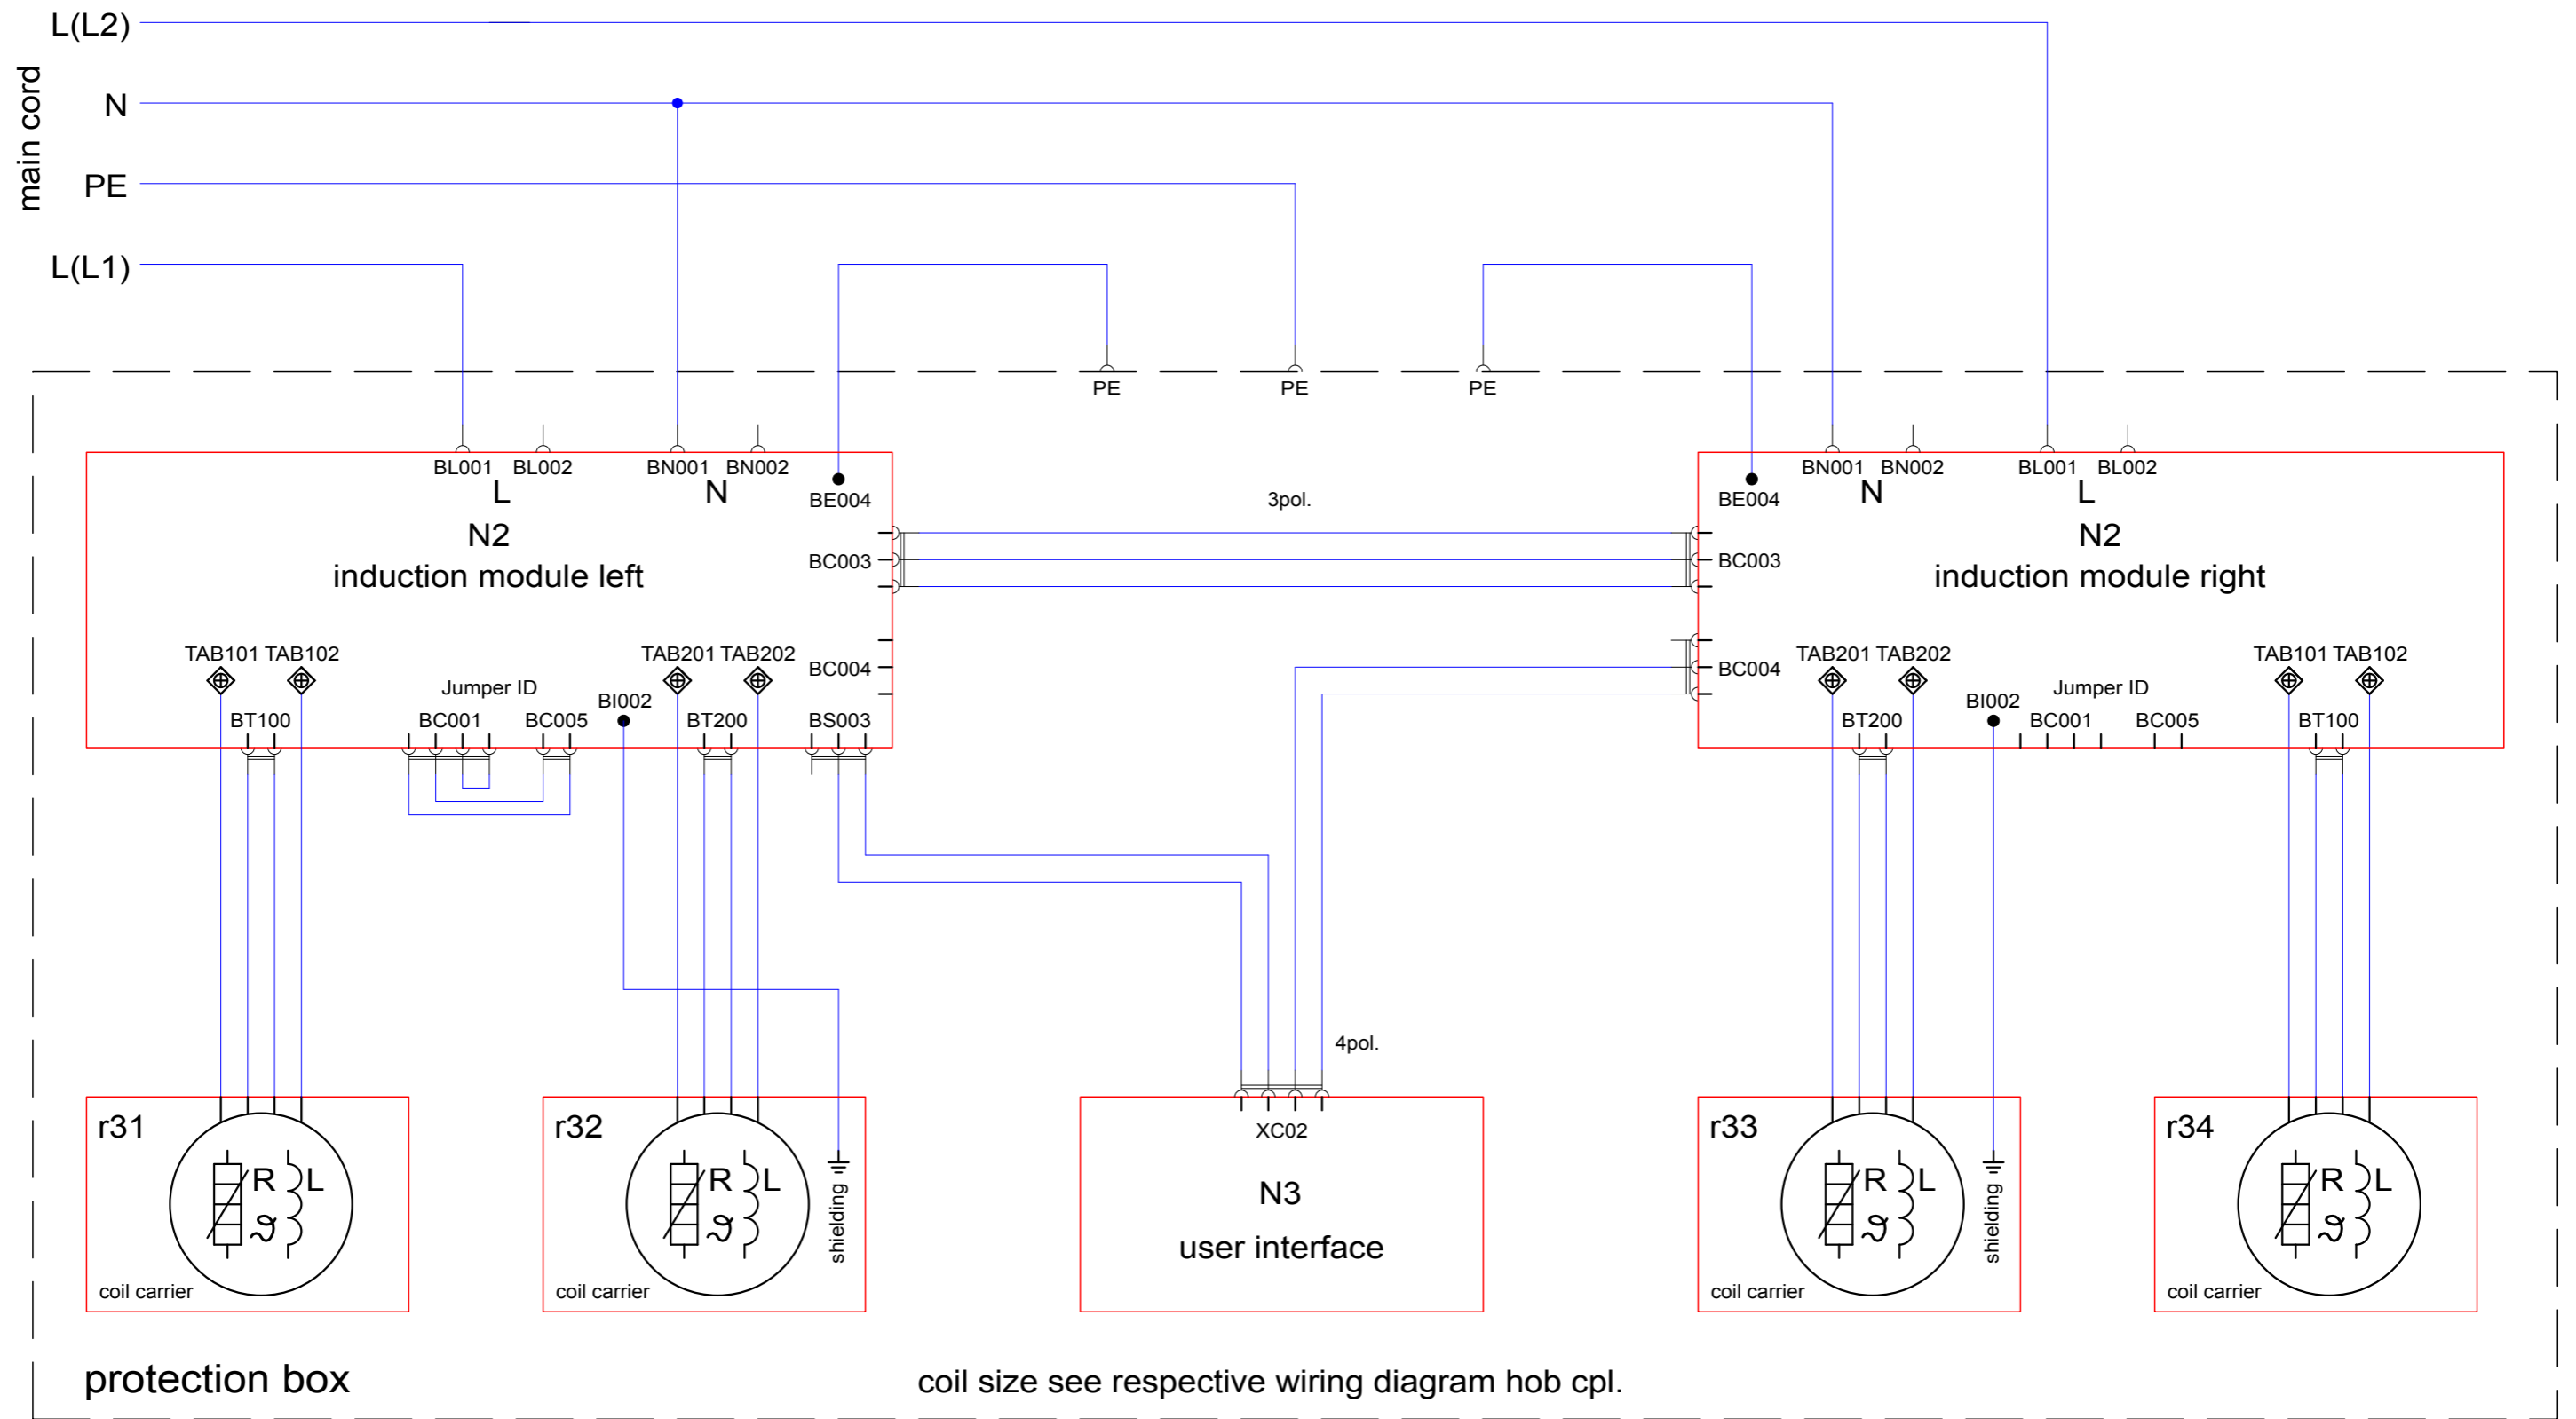 L(L2)
main cord
N
PE
L(L1)
PE PE PE
BL001 BL002 BN001 BN002
L N
BE004
N2
induction module left
BC003
3pol.
BN001 BN002 BL001 BL002
BE004
N L
N2
induction module right
BC003
TAB101 TAB102
Jumper ID
TAB201 TAB202
BC004
BI002
BT100 BC001 BC005 BT200 BS003
BC004
TAB201 TAB202
Jumper ID
TAB101 TAB102
BI002
BT200 BC001 BC005 BT100
4pol.
r31
R L
ϑ
coil carrier
r32
R L
ϑ
shielding
coil carrier
XC02
N3
user interface
r33
R L
ϑ
shielding
coil carrier
r34
R L
ϑ
coil carrier
protection box
coil size see respective wiring diagram hob cpl.